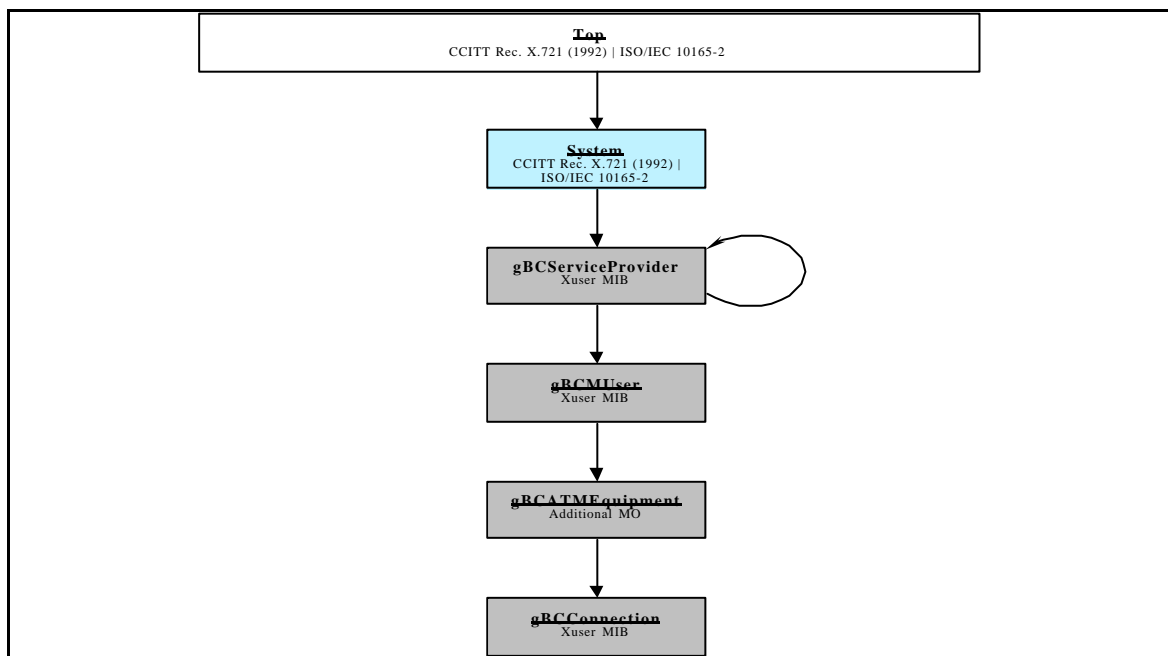 Top
CCITT Rec. X.721 (1992) | ISO/IEC 10165-2
System
CCITT Rec. X.721 (1992) |
ISO/IEC 10165-2
gBCServiceProvider
Xuser MIB
gBCMUser
Xuser MIB
gBCATMEquipment
Additional MO
gBCConnection
Xuser MIB